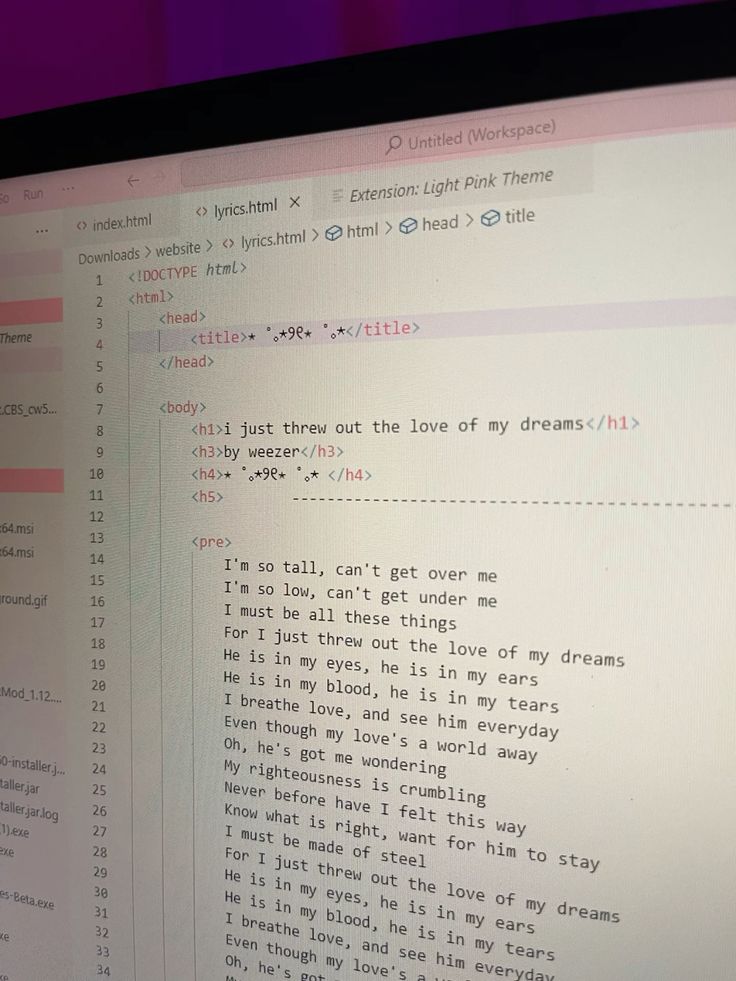 Untitled (Workspace)
Go Run ...
index.html
lyrics.html ×
Extension: Light Pink Theme
...
Downloads > website > lyrics.html > html > head > title
Theme
.CBS_cw5...
64.msi
64.msi
round.gif
Mod_1.12....
0-installer.j...
taller.jar
taller.jar.log
1).exe
exe
es-Beta.exe
1 <!DOCTYPE html>
2 <html>
3 <head>
4 <title>⋆ ˚｡⋆୨୧⋆ ˚｡⋆</title>
5 </head>
6
7 <body>
8 <h1>i just threw out the love of my dreams</h1>
9 <h3>by weezer</h3>
10 <h4>⋆ ˚｡⋆୨୧⋆ ˚｡⋆ </h4>
11 <h5> ------------------------------------------
12
13 <pre>
14 I'm so tall, can't get over me
15 I'm so low, can't get under me
16 I must be all these things
17 For I just threw out the love of my dreams
18 He is in my eyes, he is in my ears
19 He is in my blood, he is in my tears
20 I breathe love, and see him everyday
21 Even though my love's a world away
22 Oh, he's got me wondering
23 My righteousness is crumbling
24 Never before have I felt this way
25 Know what is right, want for him to stay
26 I must be made of steel
27 For I just threw out the love of my dreams
28 He is in my eyes, he is in my ears
29 He is in my blood, he is in my tears
30 I breathe love, and see him everyday
31 Even though my love's a
32 Oh, he's got
33
34